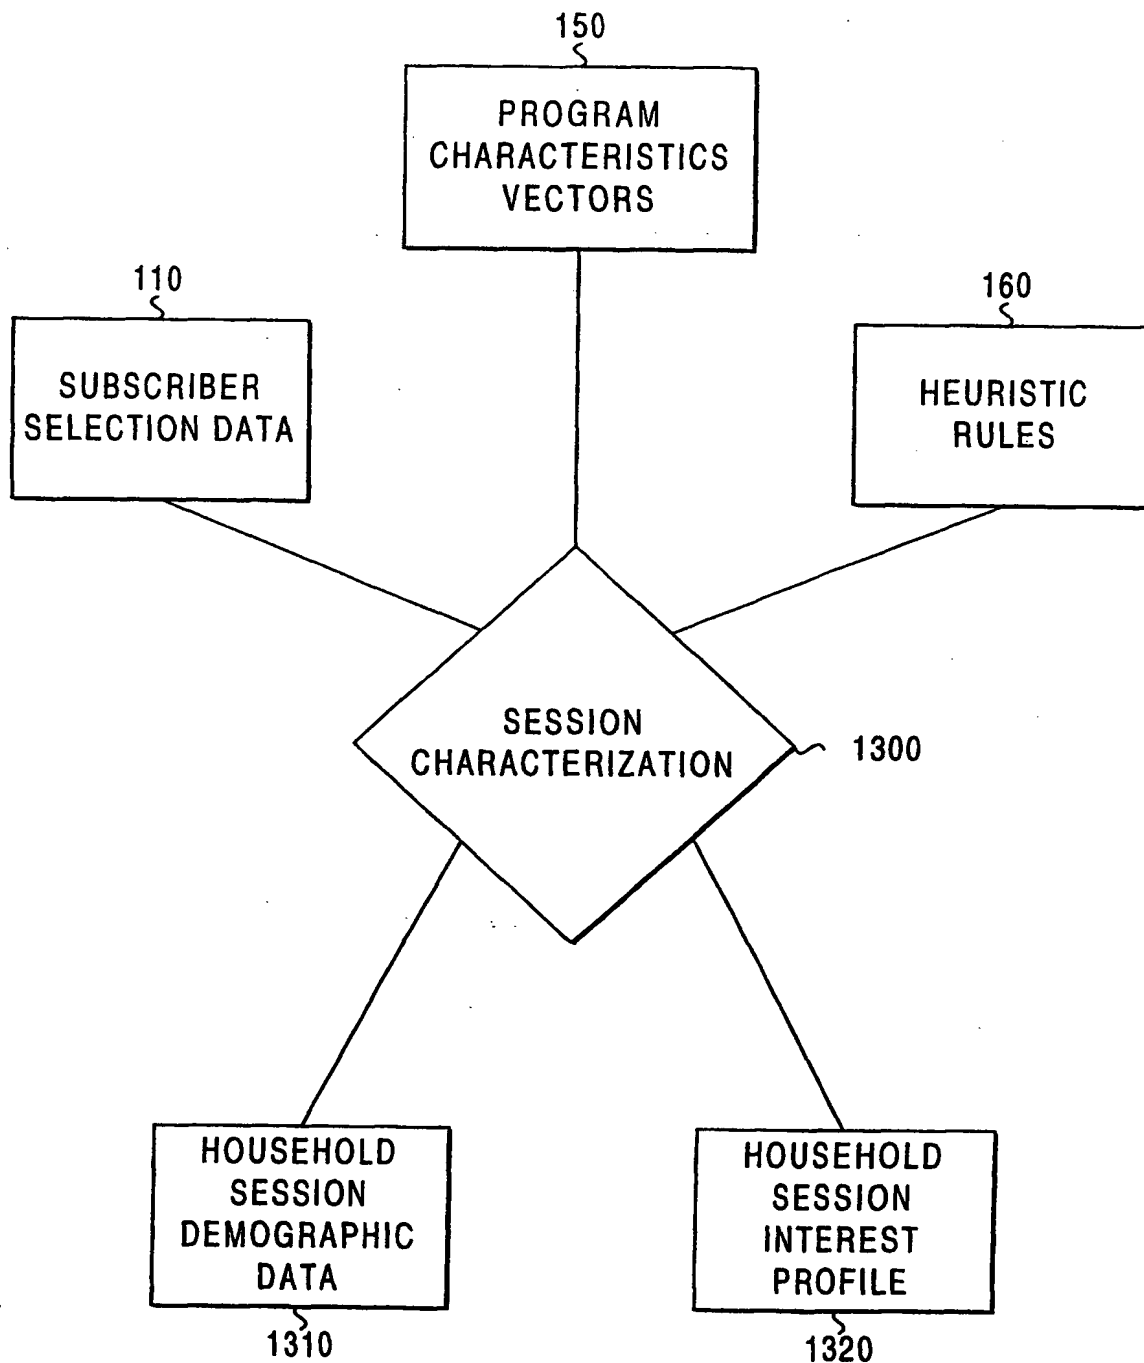 150
PROGRAM
CHARACTERISTICS
VECTORS
110
SUBSCRIBER
SELECTION DATA
160
HEURISTIC
RULES
SESSION
CHARACTERIZATION
1300
HOUSEHOLD
SESSION
DEMOGRAPHIC
DATA
1310
HOUSEHOLD
SESSION
INTEREST
PROFILE
1320